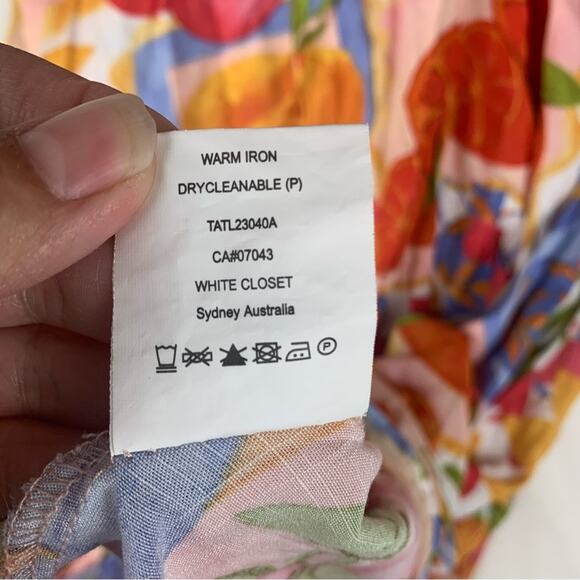 WARM IRON
DRYCLEANABLE (P)
TATL23040A
CA#07043
WHITE CLOSET
Sydney Australia
P